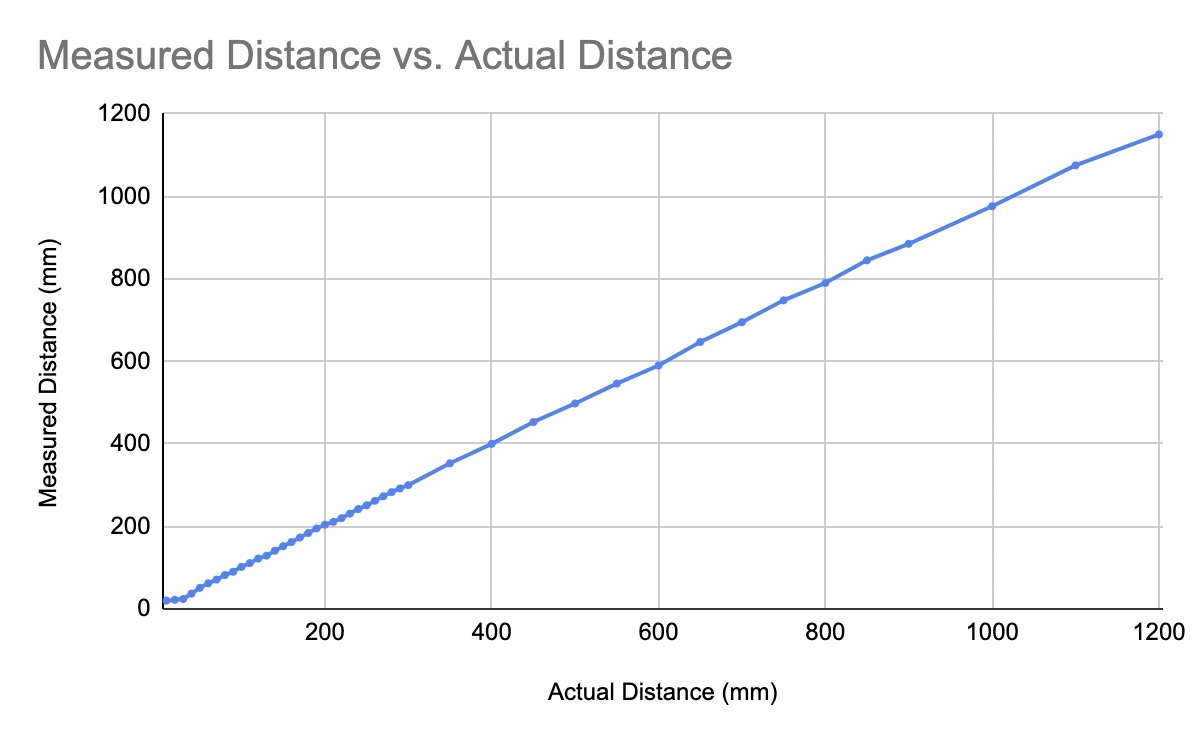 Measured Distance vs. Actual Distance
Measured Distance (mm)
1200
1000
800
600
400
200
0
200 400 600 800 1000 1200
Actual Distance (mm)